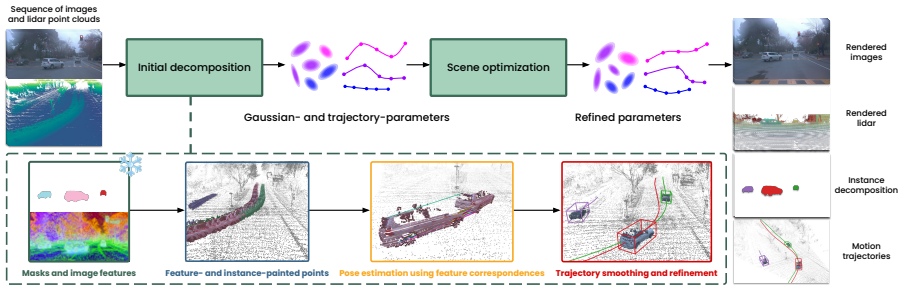 Sequence of images
and lidar point clouds
Initial decomposition
Scene optimization
Gaussian- and trajectory-parameters
Refined parameters
Rendered
images
Rendered
lidar
Instance
decomposition
Motion
trajectories
Masks and image features
Feature- and instance-painted points
Pose estimation using feature correspondences
Trajectory smoothing and refinement